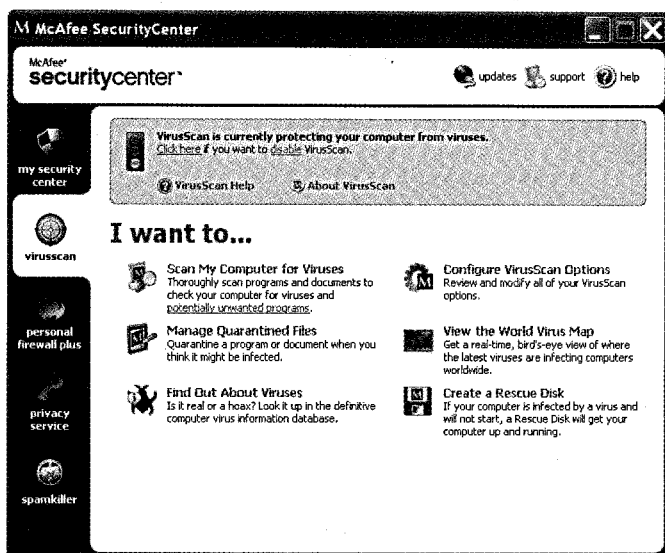 McAfee SecurityCenter
McAfee
securitycenter
updates support help
my security
center
virusscan
personal
firewall plus
privacy
service
spamkiller
VirusScan is currently protecting your computer from viruses.
Click here if you want to disable VirusScan.
VirusScan Help About VirusScan
I want to...
Scan My Computer for Viruses
Thoroughly scan programs and documents to
check your computer for viruses and
potentially unwanted programs.
Manage Quarantined Files
Quarantine a program or document when you
think it might be infected.
Find Out About Viruses
Is it real or a hoax? Look it up in the definitive
computer virus information database.
Configure VirusScan Options
Review and modify all of your VirusScan
options.
View the World Virus Map
Get a real-time, bird's-eye view of where
the latest viruses are infecting computers
worldwide.
Create a Rescue Disk
If your computer is infected by a virus and
will not start, a Rescue Disk will get your
computer up and running.